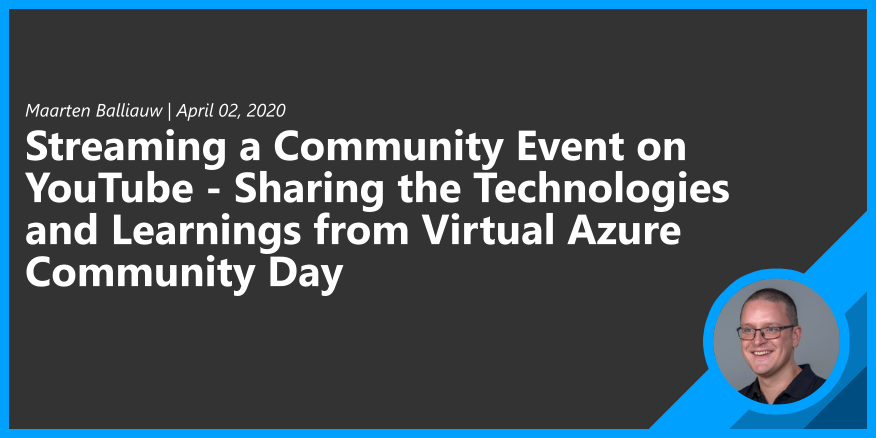 Maarten Balliauw | April 02, 2020
Streaming a Community Event on
YouTube - Sharing the Technologies
and Learnings from Virtual Azure
Community Day